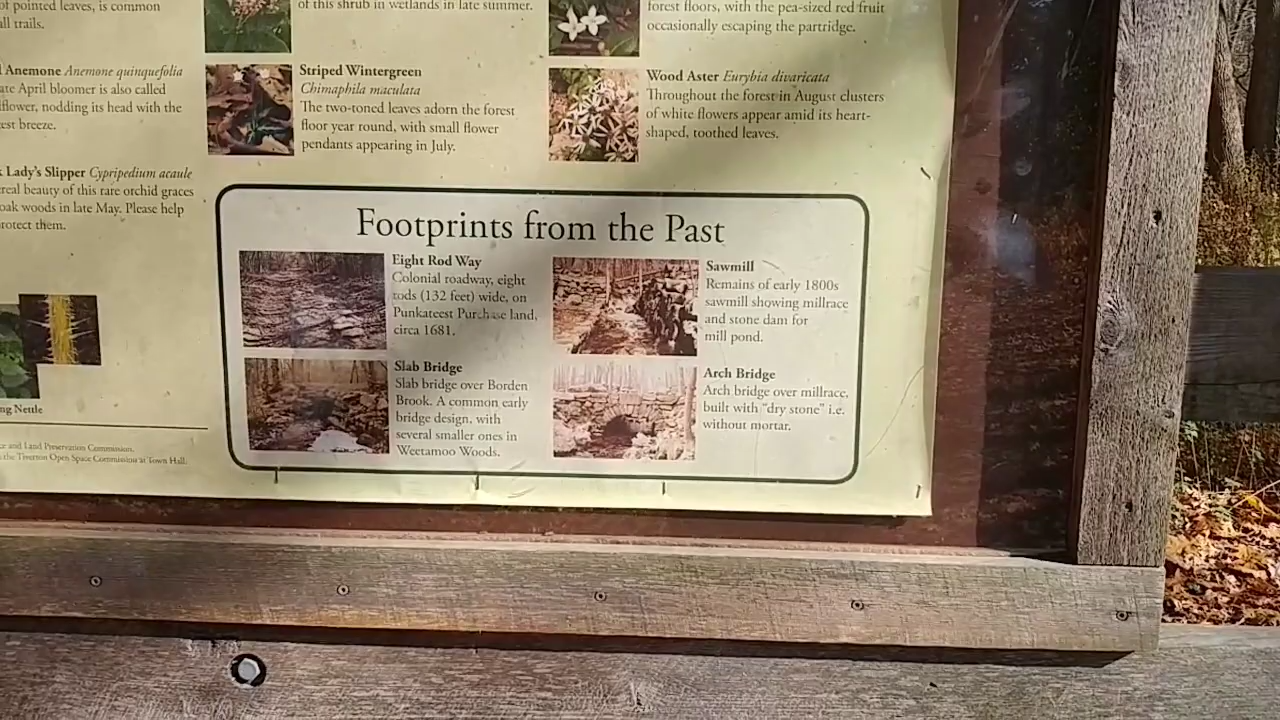 of pointed leaves, is common
all trails.
of this shrub in wetlands in late summer.
forest floors, with the pea-sized red fruit
occasionally escaping the partridge.
Anemone Anemone quinquefolia
ate April bloomer is also called
flower, nodding its head with the
est breeze.
Striped Wintergreen
Chimaphila maculata
The two-toned leaves adorn the forest
floor year round, with small flower
pendants appearing in July.
Wood Aster Eurybia divaricata
Throughout the forest in August clusters
of white flowers appear amid its heart-
shaped, toothed leaves.
Lady's Slipper Cypripedium acaule
real beauty of this rare orchid graces
oak woods in late May. Please help
rotect them.
ng Nettle
and Land Preservation Commission.
the Tiverton Open Space Commission at Town Hall.
Footprints from the Past
Eight Rod Way
Colonial roadway, eight
rods (132 feet) wide, on
Punkateest Purchase land,
circa 1681.
Sawmill
Remains of early 1800s
sawmill showing millrace
and stone dam for
mill pond.
Slab Bridge
Slab bridge over Borden
Brook. A common early
bridge design, with
several smaller ones in
Weetamoo Woods.
Arch Bridge
Arch bridge over millrace,
built with "dry stone" i.e.
without mortar.